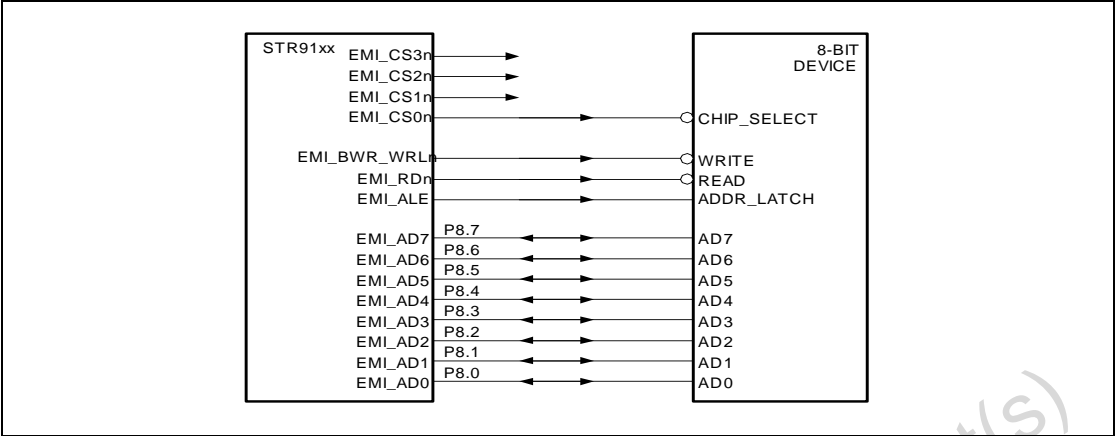 STR91xx
8-BIT
DEVICE
EMI_CS3n
EMI_CS2n
EMI_CS1n
EMI_CS0n
CHIP_SELECT
EMI_BWR_WRLn
WRITE
EMI_RDn
READ
EMI_ALE
ADDR_LATCH
EMI_AD7 P8.7 AD7
EMI_AD6 P8.6 AD6
EMI_AD5 P8.5 AD5
EMI_AD4 P8.4 AD4
EMI_AD3 P8.3 AD3
EMI_AD2 P8.2 AD2
EMI_AD1 P8.1 AD1
EMI_AD0 P8.0 AD0
t(s)